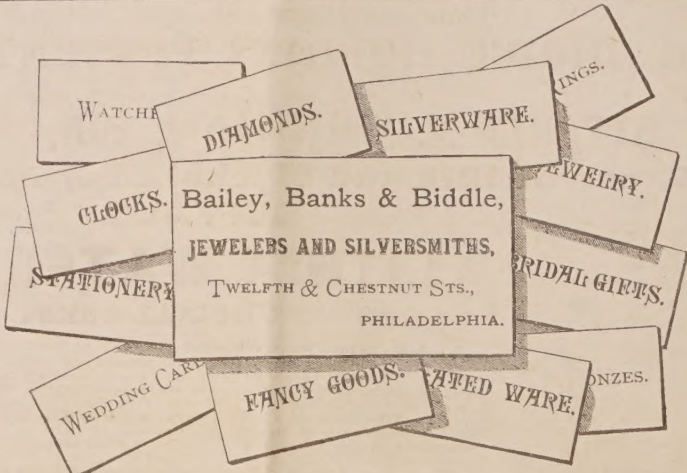 WATCHE
DIAMONDS.
SILVERWARE.
INGS.
CLOCKS.
EWELRY.
STATIONERY
RIDAL GIFTS.
Bailey, Banks & Biddle,
JEWELERS AND SILVERSMITHS,
TWELFTH & CHESTNUT STS.,
PHILADELPHIA.
WEDDING CARD
FANCY GOODS.
ATED WARE.
ONZES.